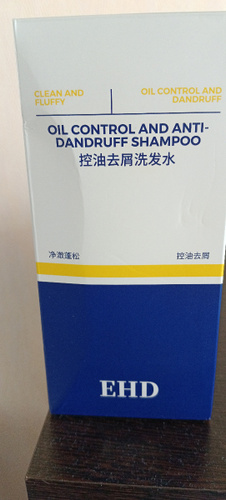 CLEAN AND
FLUFFY
OIL CONTROL AND
DANDRUFF
OIL CONTROL AND ANTI-
DANDRUFF SHAMPOO
控油去屑洗发水
净澈蓬松
控油去屑
EHD